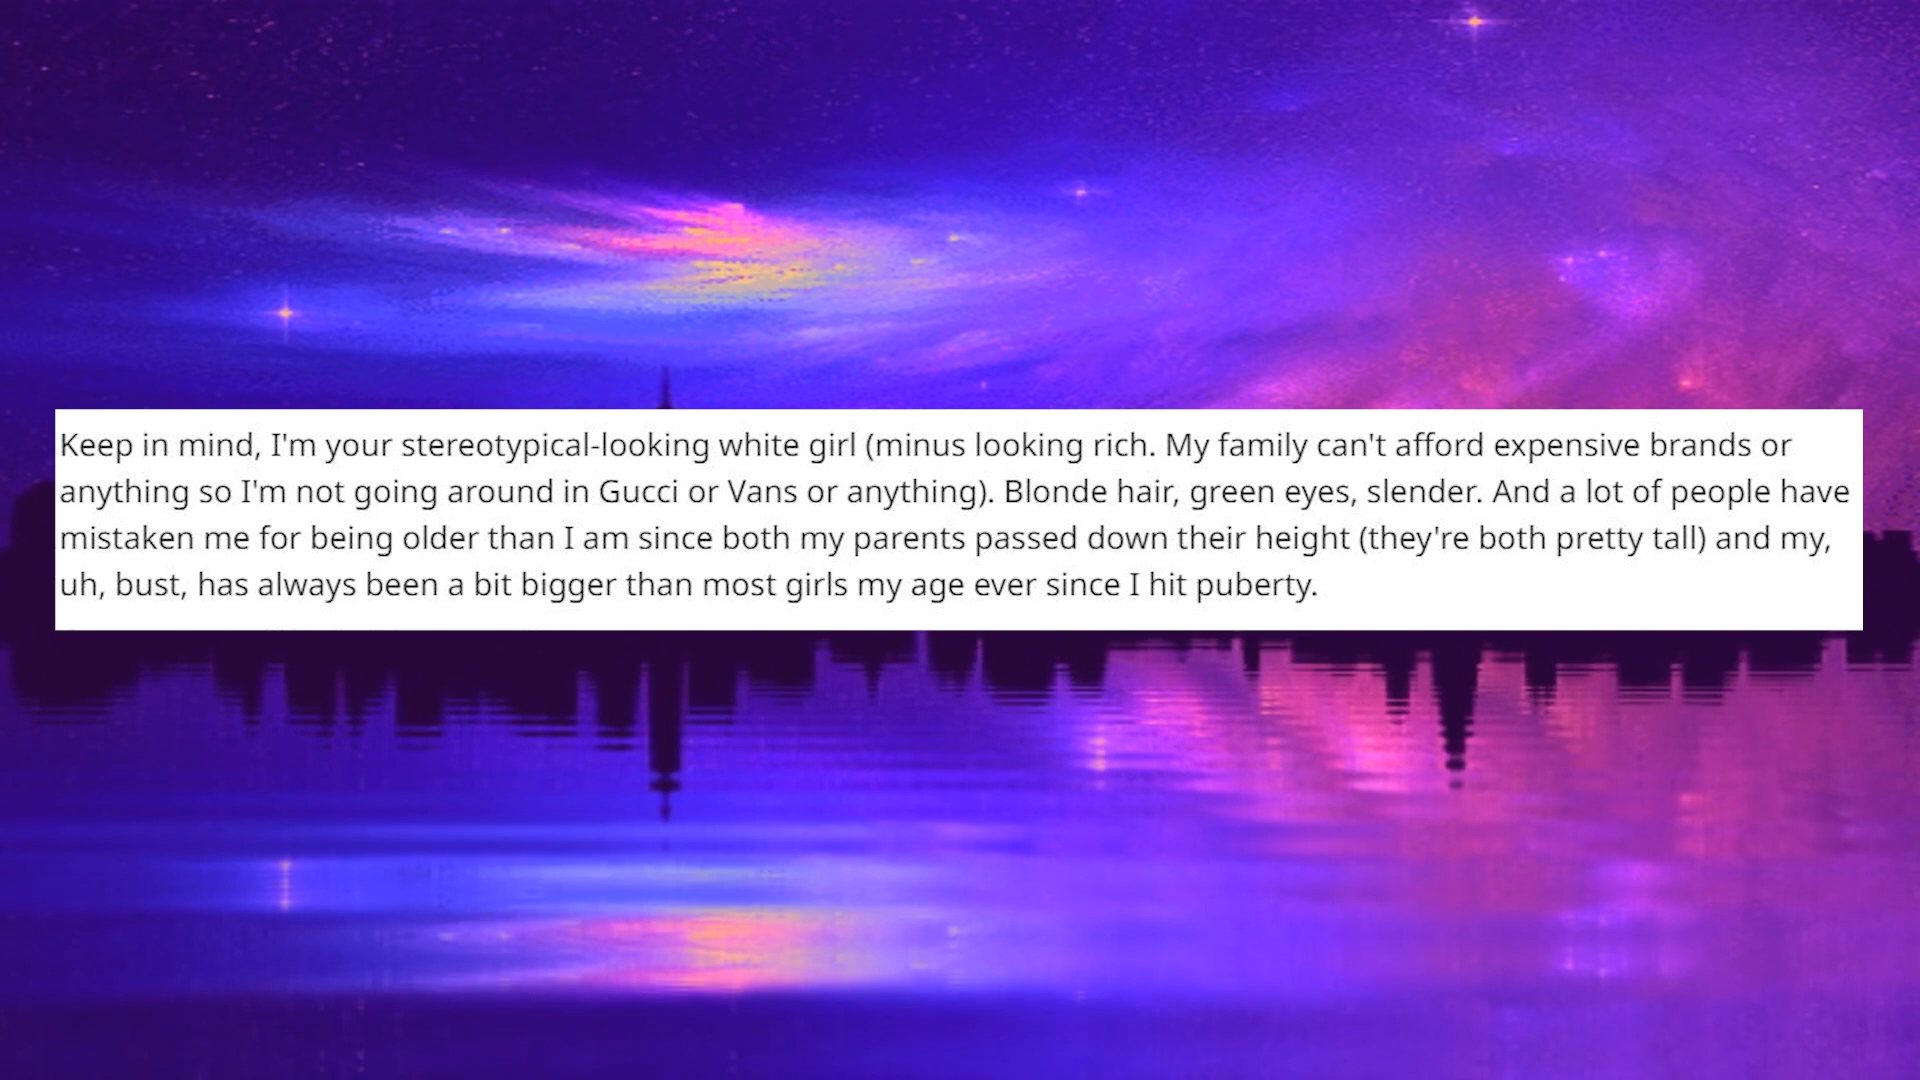 Keep in mind, I'm your stereotypical-looking white girl (minus looking rich. My family can't afford expensive brands or
anything so I'm not going around in Gucci or Vans or anything). Blonde hair, green eyes, slender. And a lot of people have
mistaken me for being older than I am since both my parents passed down their height (they're both pretty tall) and my,
uh, bust, has always been a bit bigger than most girls my age ever since I hit puberty.